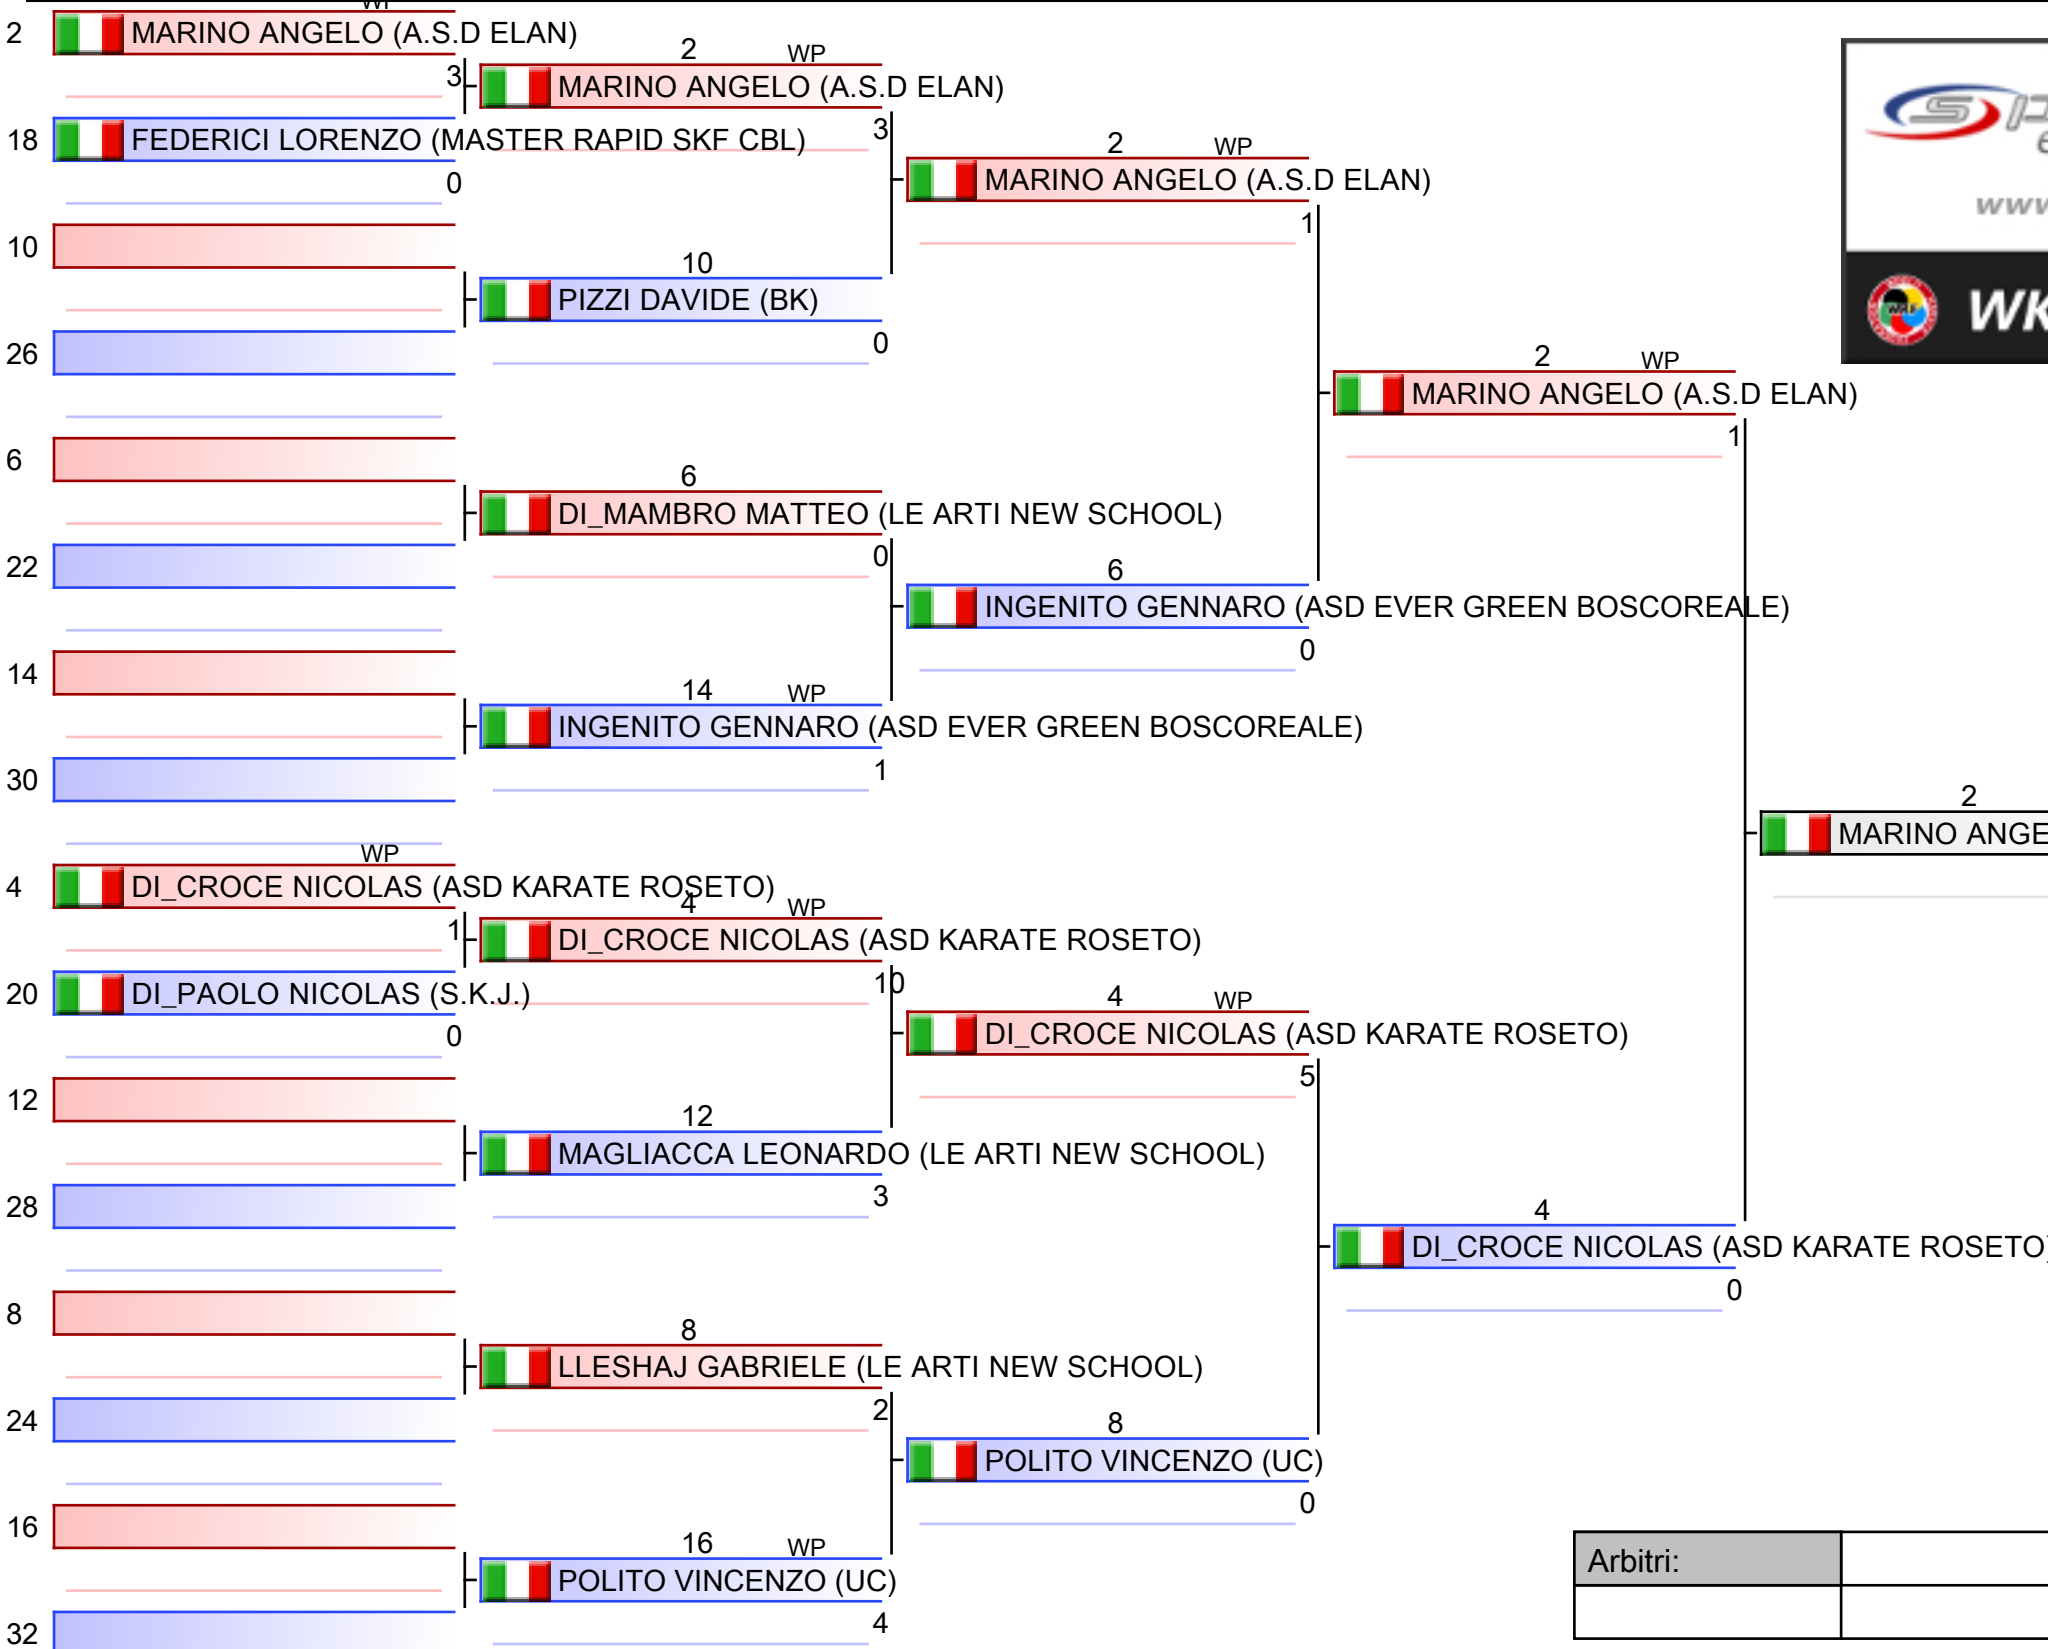 WP
2 MARINO ANGELO (A.S.D ELAN)
2 WP
3 MARINO ANGELO (A.S.D ELAN)
18 FEDERICI LORENZO (MASTER RAPID SKF CBL)
3
2 WP
0
MARINO ANGELO (A.S.D ELAN)
www
1
10
10
PIZZI DAVIDE (BK)
WK
0
26
2 WP
MARINO ANGELO (A.S.D ELAN)
1
6
6
DI_MAMBRO MATTEO (LE ARTI NEW SCHOOL)
0
22
6
INGENITO GENNARO (ASD EVER GREEN BOSCOREALE)
0
14
14 WP
INGENITO GENNARO (ASD EVER GREEN BOSCOREALE)
1
30
2
MARINO ANGE
WP
4 DI_CROCE NICOLAS (ASD KARATE ROSETO)
4 WP
1 DI_CROCE NICOLAS (ASD KARATE ROSETO)
10
20 DI_PAOLO NICOLAS (S.K.J.)
4 WP
0
DI_CROCE NICOLAS (ASD KARATE ROSETO)
5
12
12
MAGLIACCA LEONARDO (LE ARTI NEW SCHOOL)
3
28
4
DI_CROCE NICOLAS (ASD KARATE ROSETO)
0
8
8
LLESHAJ GABRIELE (LE ARTI NEW SCHOOL)
2
24
8
POLITO VINCENZO (UC)
0
16
16 WP
Arbitri:
POLITO VINCENZO (UC)
4
32